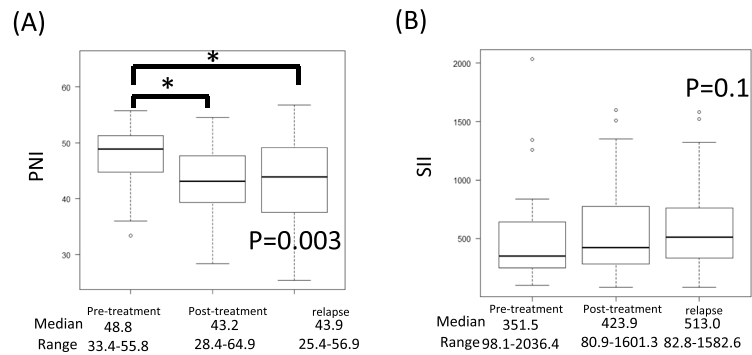 (A)
(B)
*
*
60
50
40
30
PNI
P=0.003
Pre-treatment Post-treatment relapse
Median 48.8 43.2 43.9
Range 33.4-55.8 28.4-64.9 25.4-56.9
2000
1500
1000
500
SII
P=0.1
Pre-treatment Post-treatment relapse
Median 351.5 423.9 513.0
Range 98.1-2036.4 80.9-1601.3 82.8-1582.6